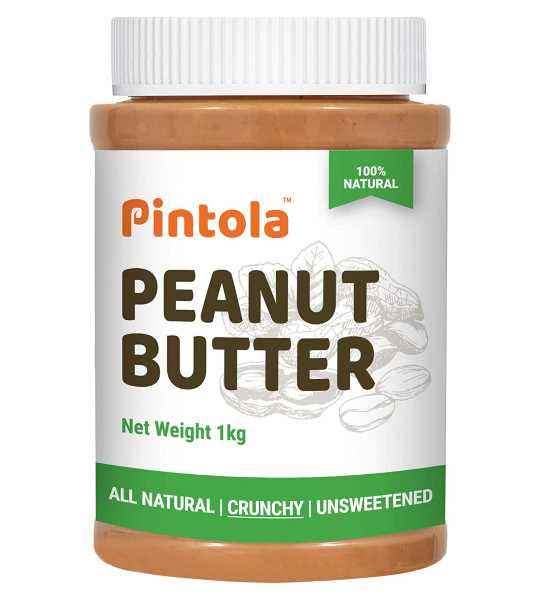 Pintola™
100%
NATURAL
PEANUT
BUTTER
Net Weight 1kg
ALL NATURAL | CRUNCHY | UNSWEETENED